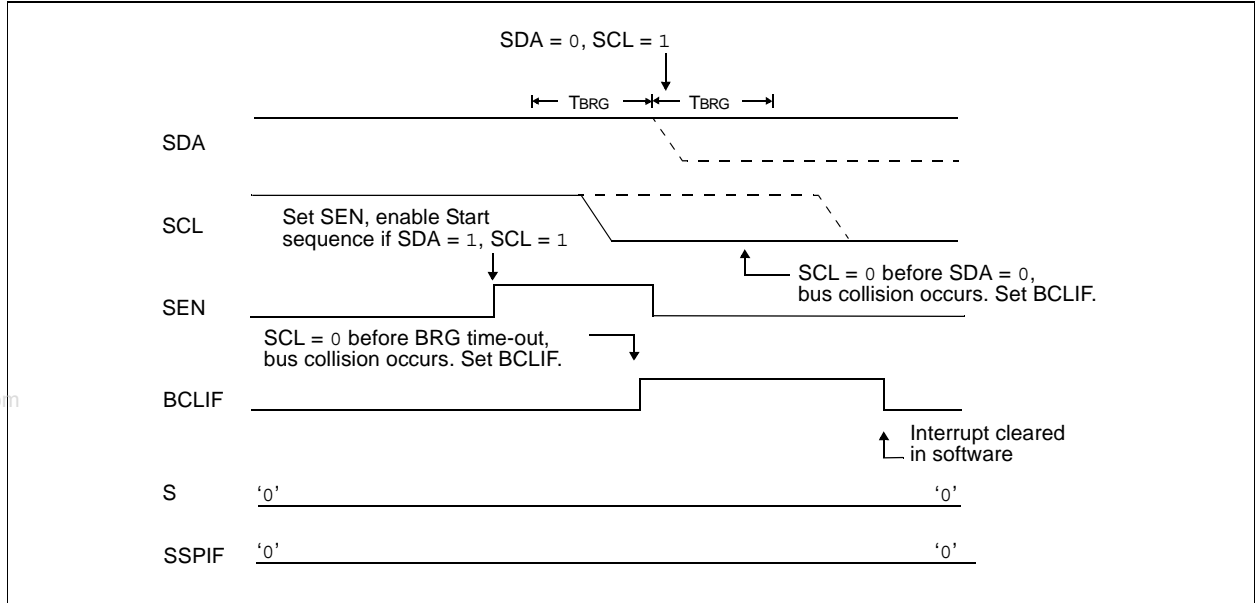 SDA = 0, SCL = 1
TBRG TBRG
SDA
SCL
Set SEN, enable Start
sequence if SDA = 1, SCL = 1
SCL = 0 before SDA = 0,
bus collision occurs. Set BCLIF.
SEN
SCL = 0 before BRG time-out,
bus collision occurs. Set BCLIF.
om
BCLIF
Interrupt cleared
in software
S ‘0’ ‘0’
SSPIF ‘0’ ‘0’